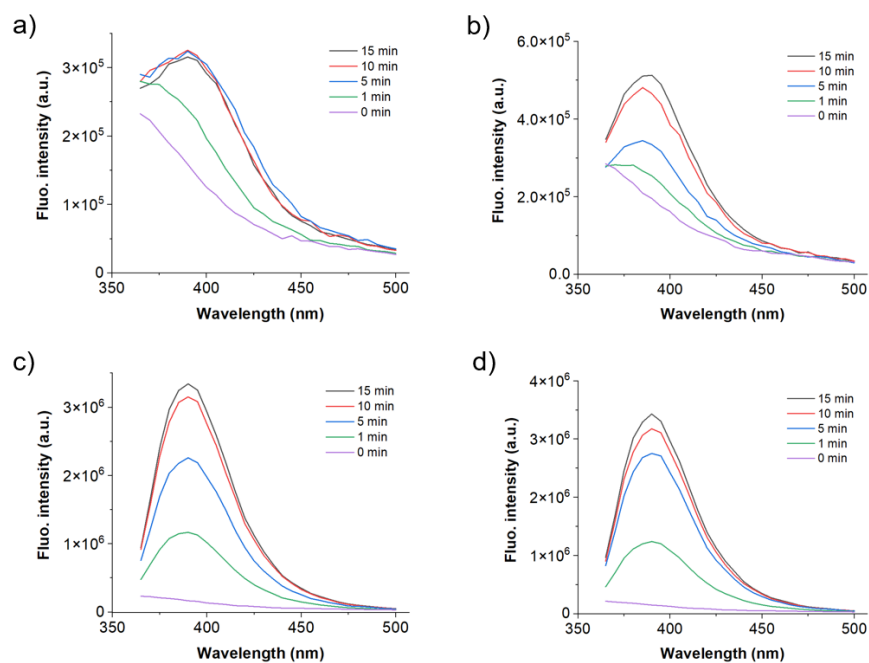 a)
Fluo. intensity (a.u.)
3×10⁵
2×10⁵
1×10⁵
0
350
400
450
500
Wavelength (nm)
15 min
10 min
5 min
1 min
0 min
b)
Fluo. intensity (a.u.)
6.0×10⁵
4.0×10⁵
2.0×10⁵
0.0
350
400
450
500
Wavelength (nm)
15 min
10 min
5 min
1 min
0 min
c)
Fluo. intensity (a.u.)
3×10⁶
2×10⁶
1×10⁶
0
350
400
450
500
Wavelength (nm)
15 min
10 min
5 min
1 min
0 min
d)
Fluo. intensity (a.u.)
4×10⁶
3×10⁶
2×10⁶
1×10⁶
0
350
400
450
500
Wavelength (nm)
15 min
10 min
5 min
1 min
0 min